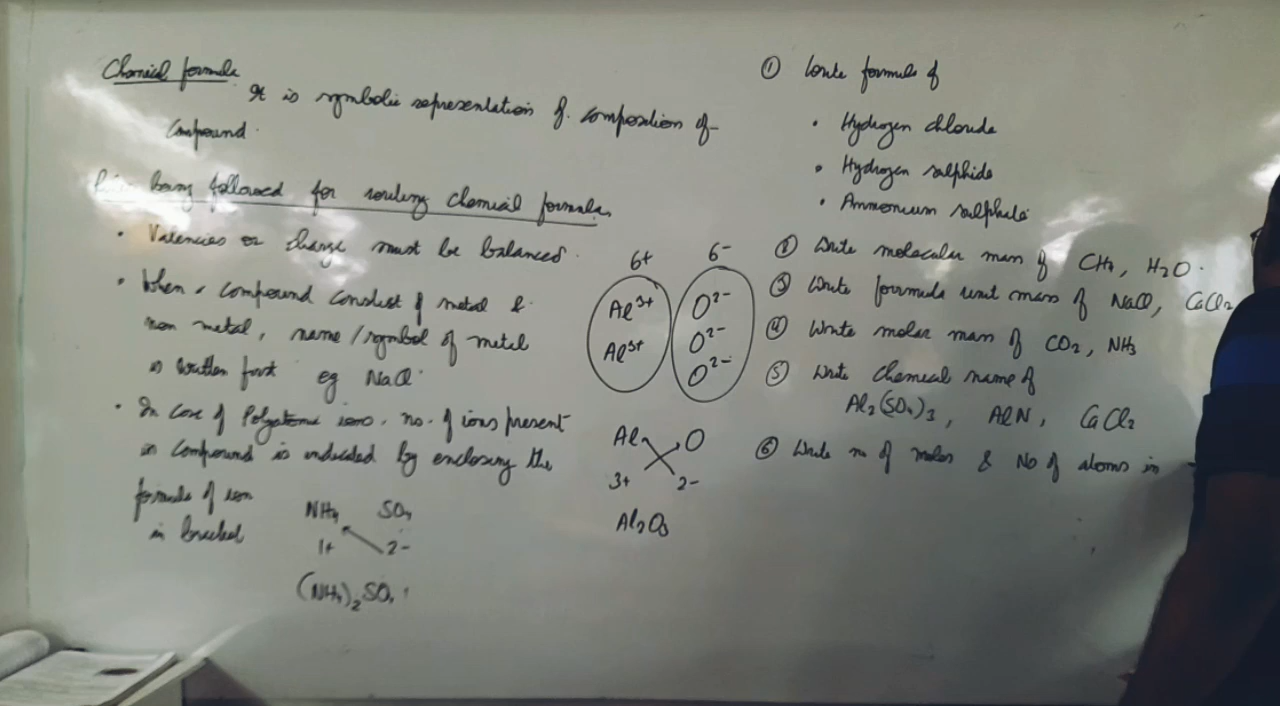 Chemical formula
It is symbolic representation of composition of
Compound.
being followed for writing Chemical formula
• Valencies or charge must be balanced.
• When a compound consist of metal &
non metal, name / symbol of metal
is written first eg NaCl
• In case of Polyatomic ions, no. of ions present
in compound is indicated by enclosing the
formula of ion
in bracket
NH₄ SO₄
1+ 2-
(NH₄)₂SO₄
6+ 6-
Al³⁺ O²⁻
Al³⁺ O²⁻
O²⁻
Al O
3+ 2-
Al₂O₃
① Write formula of
• Hydrogen chloride
• Hydrogen sulphide
• Ammonium sulphate
② Write molecular mass of CH₄, H₂O.
③ Write formula unit mass of NaCl, CaCl₂
④ Write molar mass of CO₂, NH₃
⑤ Write Chemical name of
Al₂(SO₄)₃, AlN, CaCl₂
⑥ Write no of moles & No of atoms in